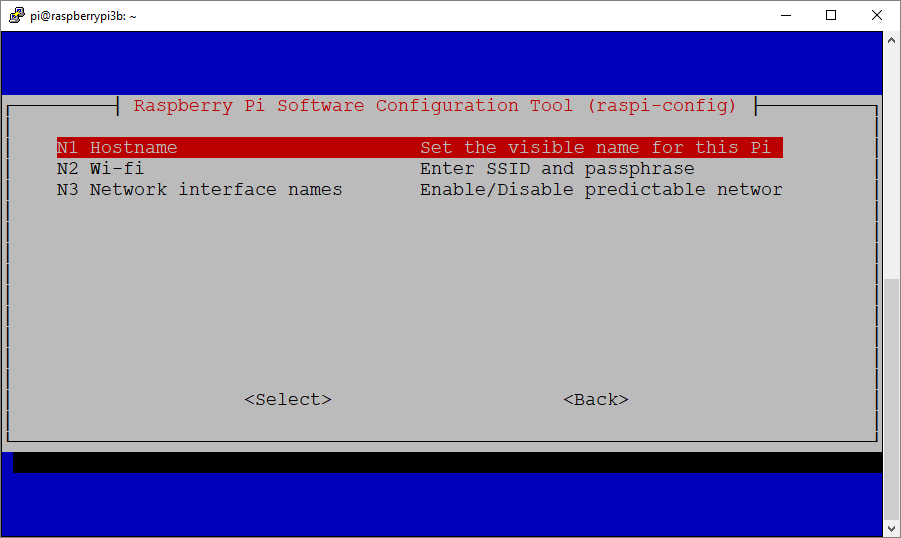 pi@raspberrypi3b: ~
Raspberry Pi Software Configuration Tool (raspi-config)
N1 Hostname Set the visible name for this Pi
N2 Wi-fi Enter SSID and passphrase
N3 Network interface names Enable/Disable predictable networ
<Select> <Back>